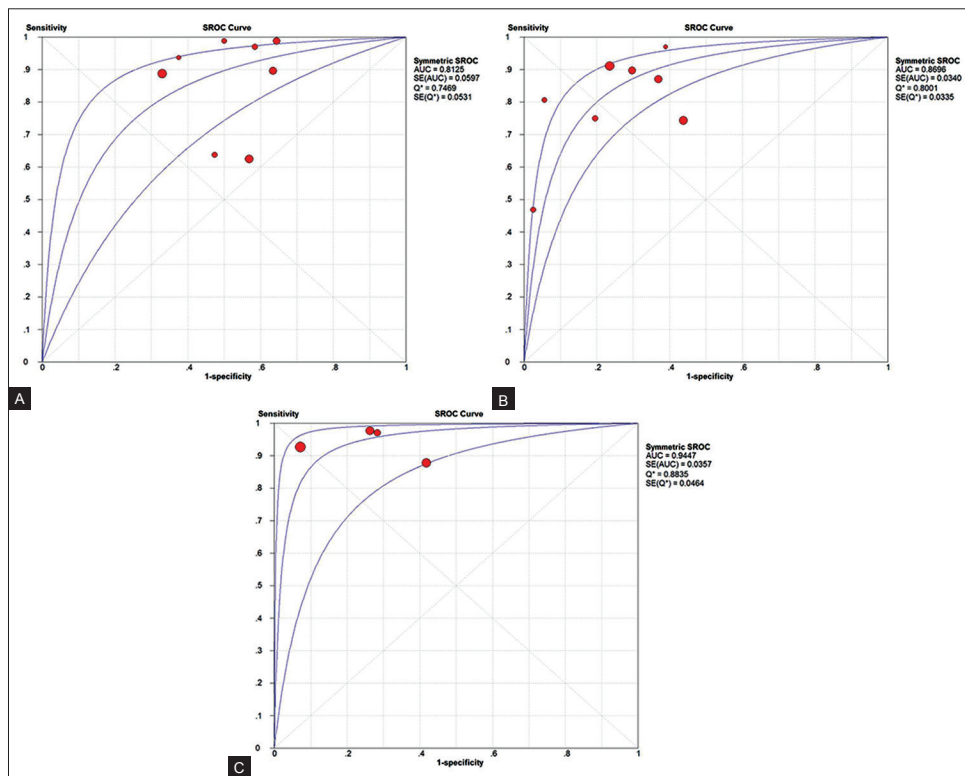 Sensitivity SROC Curve
1
.9
.8
.7
.6
.5
.4
.3
.2
.1
0
0 .2 .4 .6 .8 1
1-specificity
Symmetric SROC
AUC = 0.8125
SE(AUC) = 0.0597
Q* = 0.7469
SE(Q*) = 0.0531
A
Sensitivity SROC Curve
1
.9
.8
.7
.6
.5
.4
.3
.2
.1
0
0 .2 .4 .6 .8 1
1-specificity
Symmetric SROC
AUC = 0.8696
SE(AUC) = 0.0340
Q* = 0.8001
SE(Q*) = 0.0335
B
Sensitivity SROC Curve
1
.9
.8
.7
.6
.5
.4
.3
.2
.1
0
0 .2 .4 .6 .8 1
1-specificity
Symmetric SROC
AUC = 0.9447
SE(AUC) = 0.0357
Q* = 0.8835
SE(Q*) = 0.0464
C